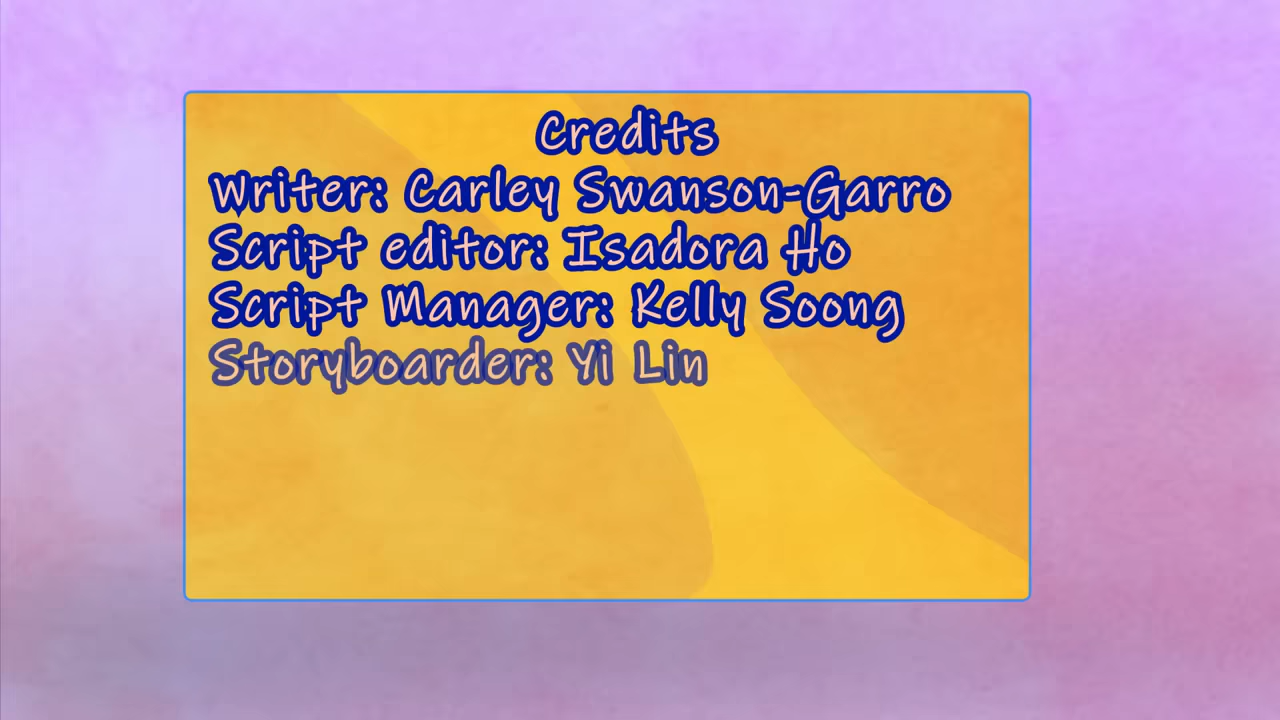 Credits
Writer: Carley Swanson-Garro
Script editor: Isadora Ho
Script Manager: Kelly Soong
Storyboarder: Yi Lin